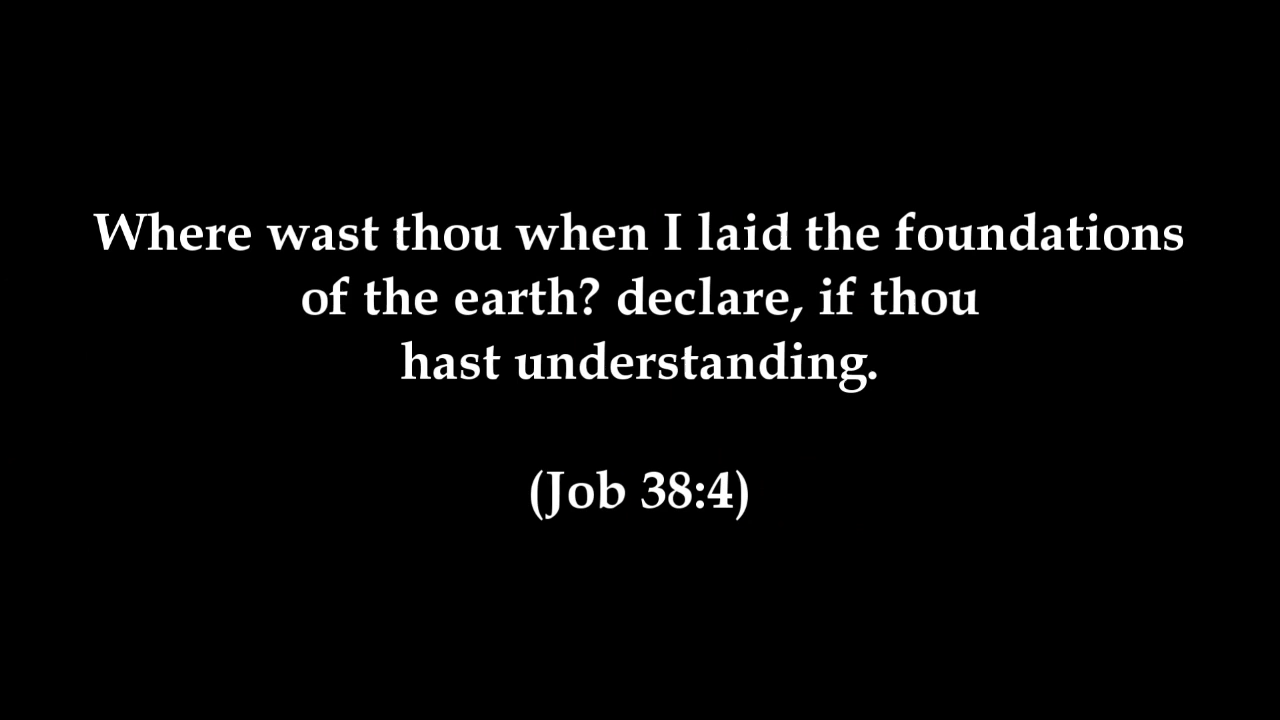 Where wast thou when I laid the foundations
of the earth? declare, if thou
hast understanding.
(Job 38:4)